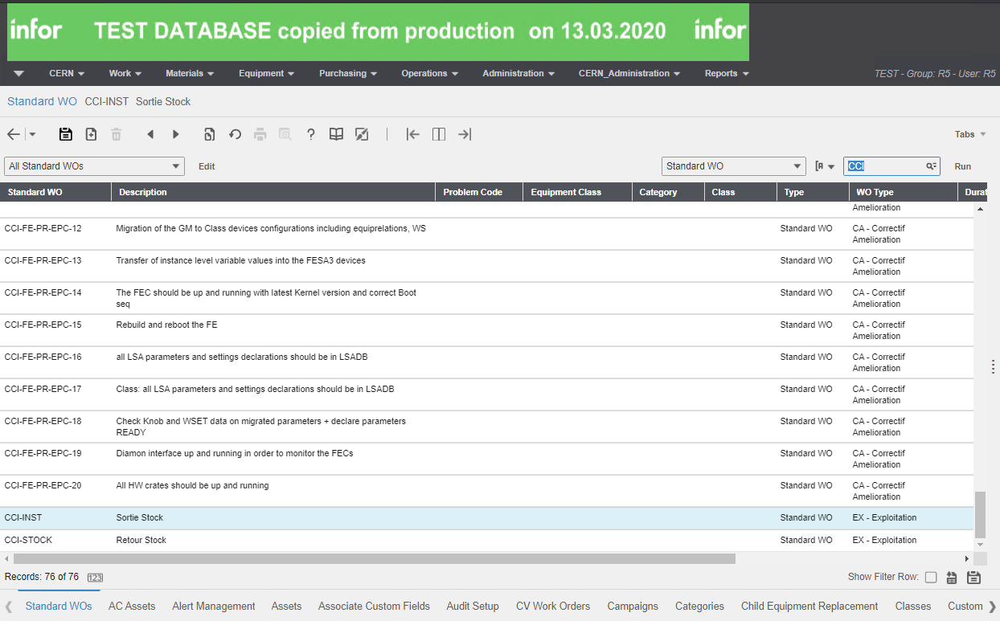 infor TEST DATABASE copied from production on 13.03.2020 infor
CERN Work Materials Equipment Purchasing Operations Administration CERN_Administration Reports TEST - Group: R5 - User: R5
Standard WO CCI-INST Sortie Stock
Tabs
All Standard WOs Edit Standard WO CCI Run
Standard WO Description Problem Code Equipment Class Category Class Type WO Type Durat
Amelioration
CCI-FE-PR-EPC-12 Migration of the GM to Class devices configurations including equiprelations, WS Standard WO CA - Correctif
Amelioration
CCI-FE-PR-EPC-13 Transfer of instance level variable values into the FESA3 devices Standard WO CA - Correctif
Amelioration
CCI-FE-PR-EPC-14 The FEC should be up and running with latest Kernel version and correct Boot Standard WO CA - Correctif
seq Amelioration
CCI-FE-PR-EPC-15 Rebuild and reboot the FE Standard WO CA - Correctif
Amelioration
CCI-FE-PR-EPC-16 all LSA parameters and settings declarations should be in LSADB Standard WO CA - Correctif
Amelioration
CCI-FE-PR-EPC-17 Class: all LSA parameters and settings declarations should be in LSADB Standard WO CA - Correctif
Amelioration
CCI-FE-PR-EPC-18 Check Knob and WSET data on migrated parameters + declare parameters Standard WO CA - Correctif
READY Amelioration
CCI-FE-PR-EPC-19 Diamon interface up and running in order to monitor the FECs Standard WO CA - Correctif
Amelioration
CCI-FE-PR-EPC-20 All HW crates should be up and running Standard WO CA - Correctif
Amelioration
CCI-INST Sortie Stock Standard WO EX - Exploitation
CCI-STOCK Retour Stock Standard WO EX - Exploitation
Records: 76 of 76 123 Show Filter Row:
Standard WOs AC Assets Alert Management Assets Associate Custom Fields Audit Setup CV Work Orders Campaigns Categories Child Equipment Replacement Classes Custom